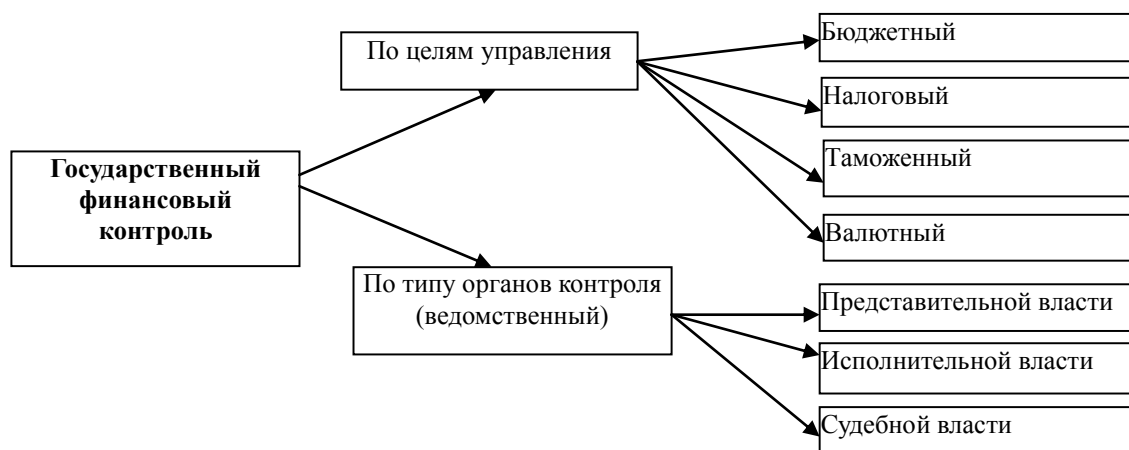 Государственный
финансовый
контроль
По целям управления
Бюджетный
Налоговый
Таможенный
Валютный
По типу органов контроля
(ведомственный)
Представительной власти
Исполнительной власти
Судебной власти